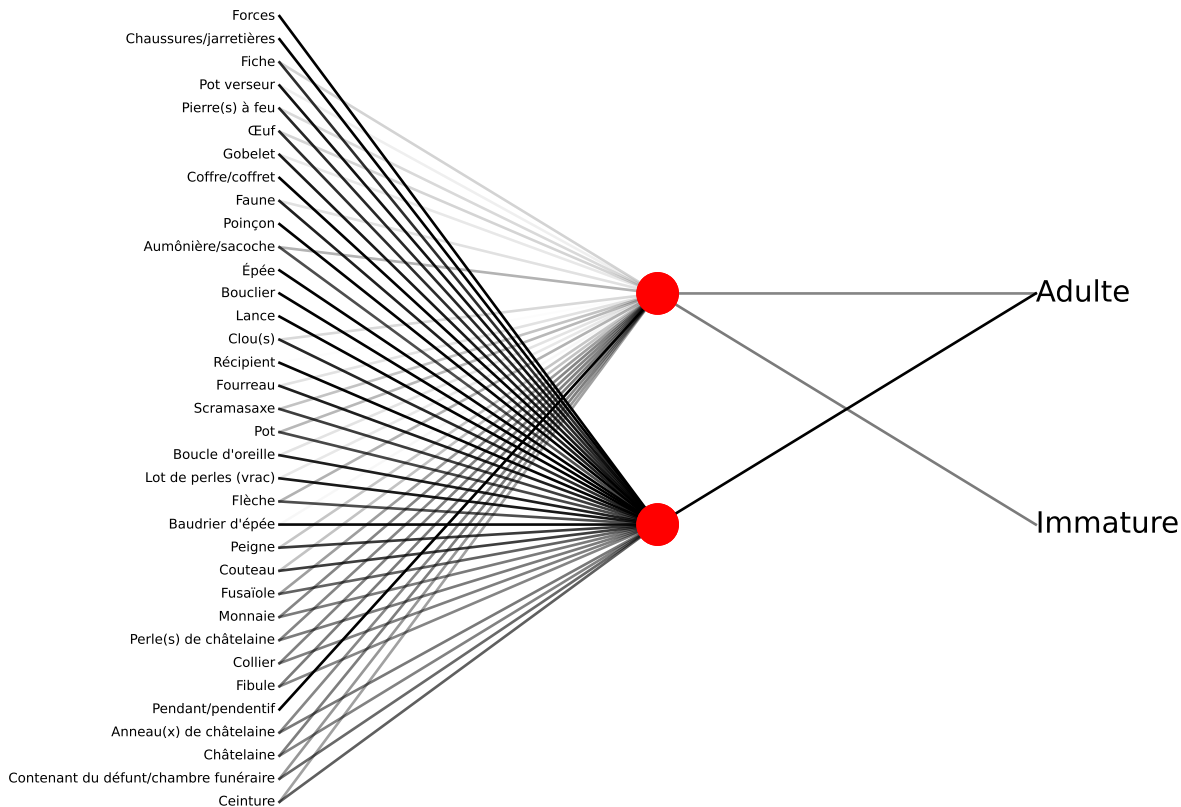 Forces
Chaussures/jarretières
Fiche
Pot verseur
Pierre(s) à feu
Œuf
Gobelet
Coffre/coffret
Faune
Poinçon
Aumônière/sacoche
Épée
Bouclier
Lance
Clou(s)
Récipient
Fourreau
Scramasaxe
Pot
Boucle d'oreille
Lot de perles (vrac)
Flèche
Baudrier d'épée
Peigne
Couteau
Fusaïole
Monnaie
Perle(s) de châtelaine
Collier
Fibule
Pendant/pendentif
Anneau(x) de châtelaine
Châtelaine
Contenant du défunt/chambre funéraire
Ceinture
Adulte
Immature